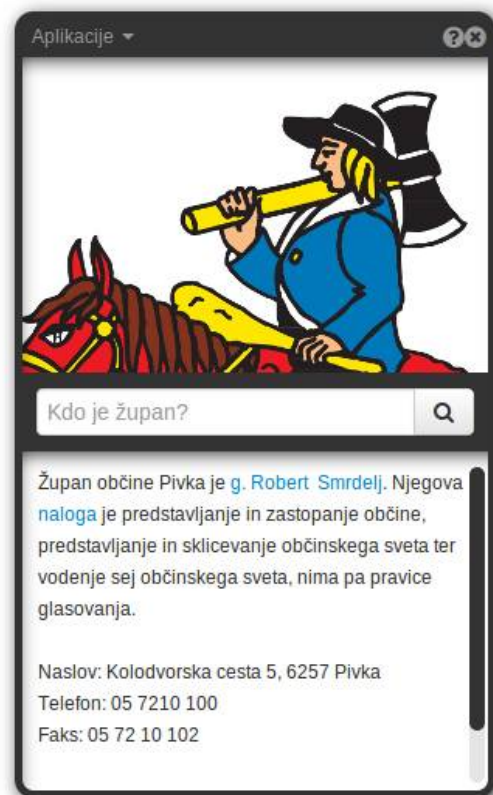 Aplikacije
Kdo je župan?
Župan občine Pivka je g. Robert Smrdelj. Njegova
naloga je predstavljanje in zastopanje občine,
predstavljanje in sklicevanje občinskega sveta ter
vodenje sej občinskega sveta, nima pa pravice
glasovanja.
Naslov: Kolodvorska cesta 5, 6257 Pivka
Telefon: 05 7210 100
Faks: 05 72 10 102